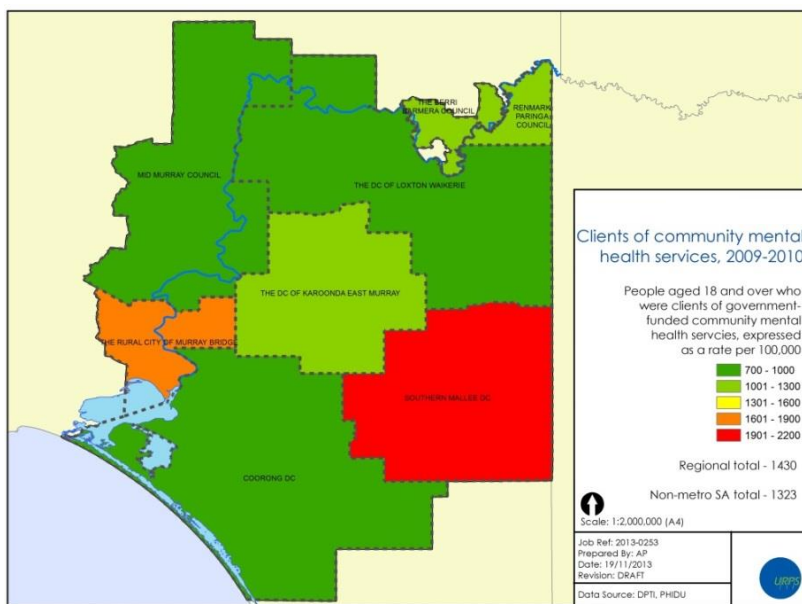 THE BERRI
BARMERA COUNCIL
RENMARK
PARINGA
COUNCIL
MID MURRAY COUNCIL
THE DC OF LOXTON WAIKERIE
THE DC OF KAROONDA EAST MURRAY
THE RURAL CITY OF MURRAY BRIDGE
SOUTHERN MALLEE DC
COORONG DC
Clients of community mental
health services, 2009-2010
People aged 18 and over who
were clients of government-
funded community mental
health servcies, expressed
as a rate per 100,000
700 - 1000
1001 - 1300
1301 - 1600
1601 - 1900
1901 - 2200
Regional total - 1430
Non-metro SA total - 1323
Scale: 1:2,000,000 (A4)
Job Ref: 2013-0253
Prepared By: AP
Date: 19/11/2013
Revision: DRAFT
Data Source: DPTI, PHIDU
URPS